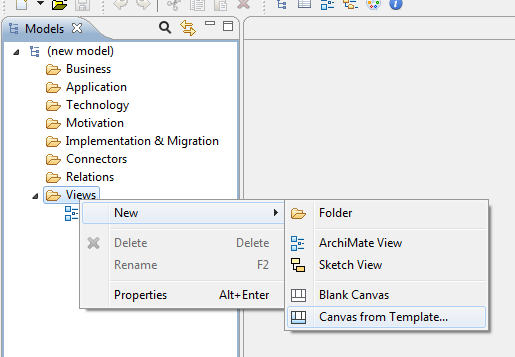 Models
(new model)
Business
Application
Technology
Motivation
Implementation & Migration
Connectors
Relations
Views
New
Delete Delete
Rename F2
Properties Alt+Enter
Folder
ArchiMate View
Sketch View
Blank Canvas
Canvas from Template...